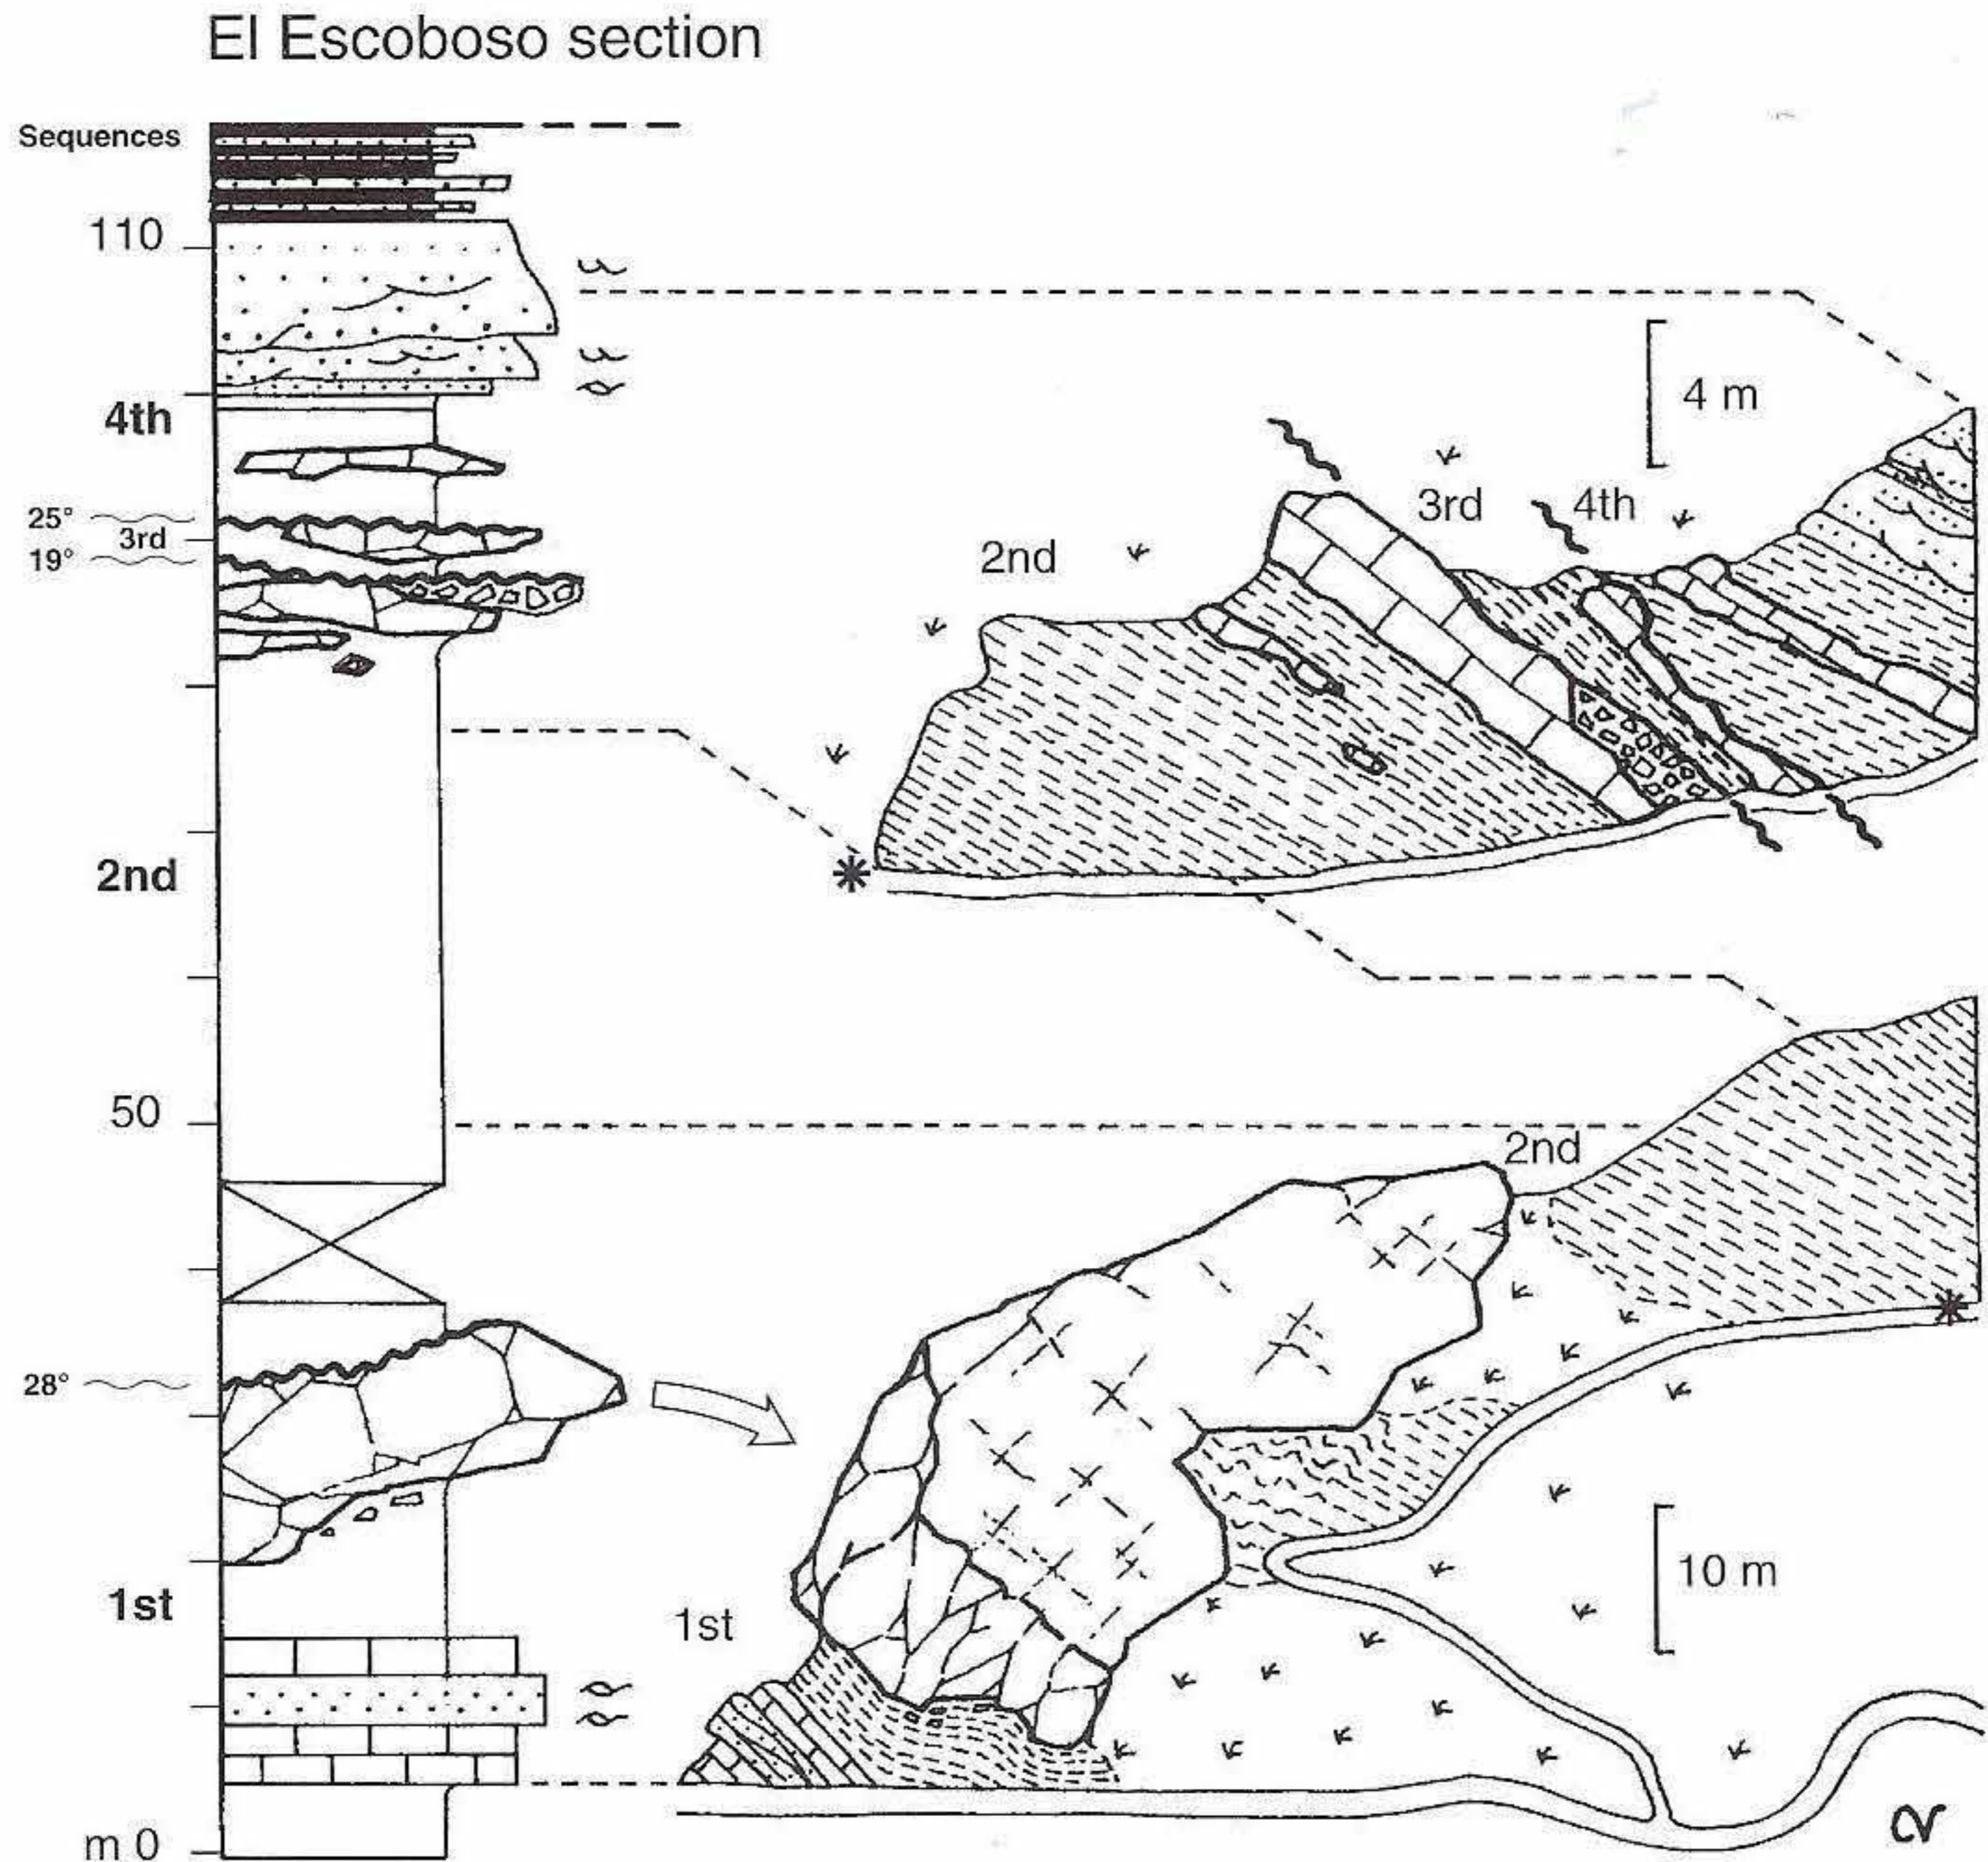 El Escoboso section
Sequences
110
4th
25°
3rd
19°
2nd
50
28°
1st
m 0
4 m
2nd
3rd
4th
2nd
10 m
1st